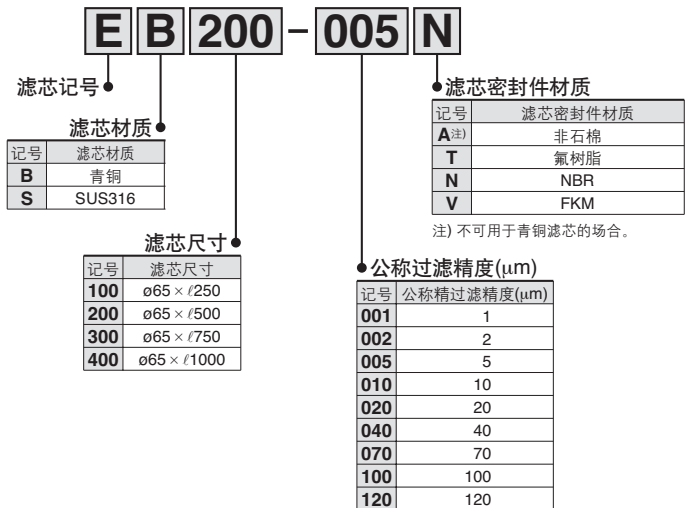 E B 200 - 005 N
滤芯记号
滤芯材质
记号 滤芯材质
B 青铜
S SUS316
滤芯尺寸
记号 滤芯尺寸
100 ø65×ℓ250
200 ø65×ℓ500
300 ø65×ℓ750
400 ø65×ℓ1000
滤芯密封件材质
记号 滤芯密封件材质
A注) 非石棉
T 氟树脂
N NBR
V FKM
注) 不可用于青铜滤芯的场合。
公称过滤精度(μm)
记号 公称精过滤精度(μm)
001 1
002 2
005 5
010 10
020 20
040 40
070 70
100 100
120 120